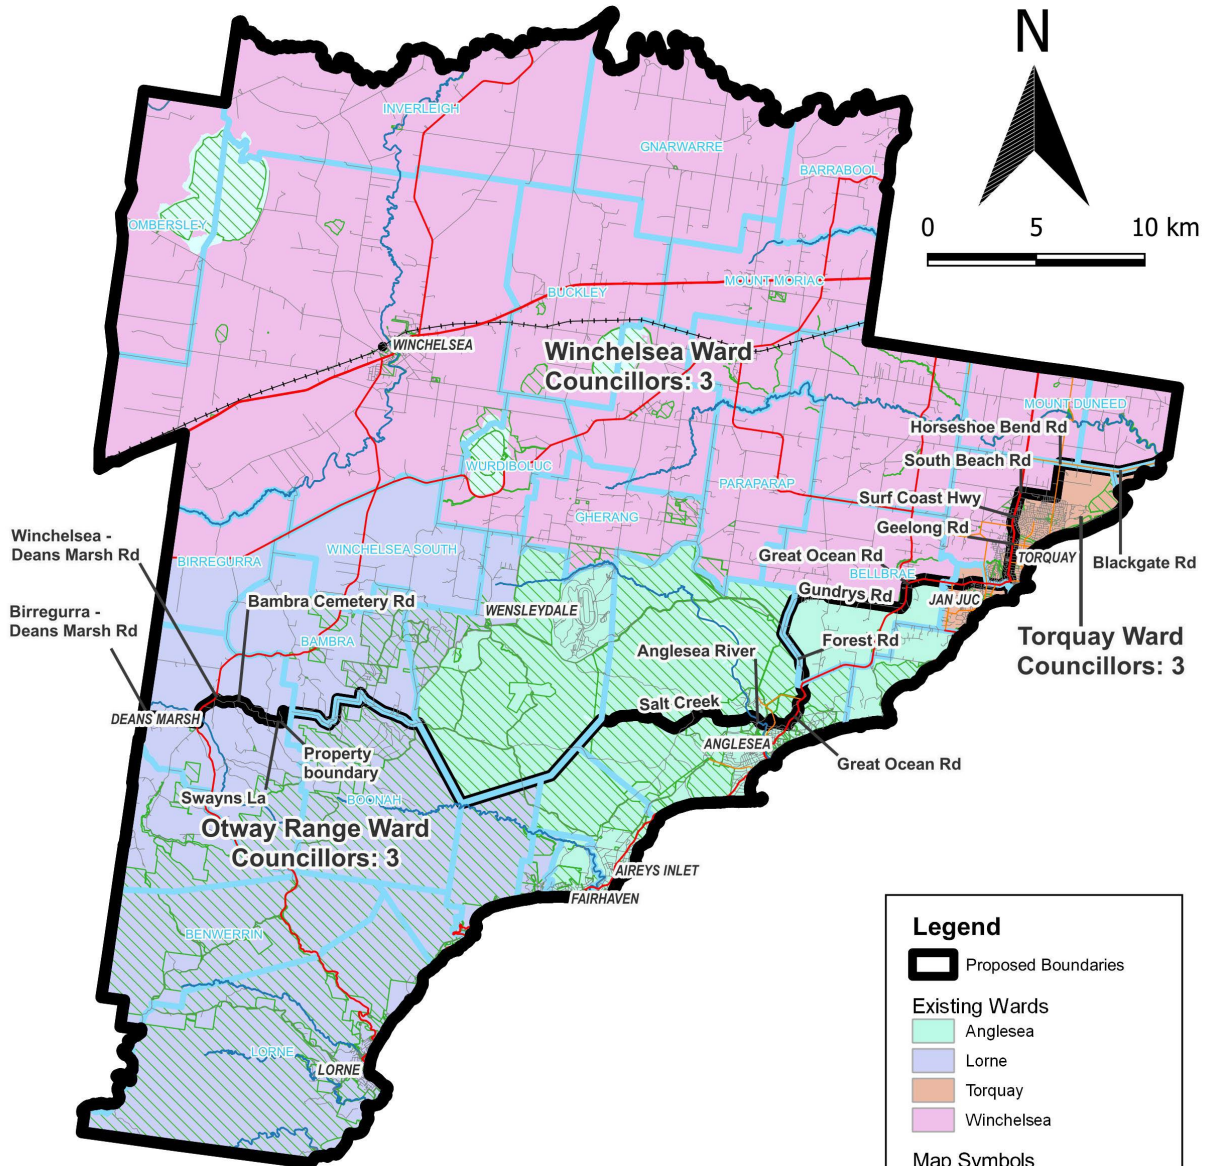 N
0 5 10 km
INVERLEIGH
GNARWARRE
BARRABOOL
OMBERSLEY
BUCKLEY
MOUNT MORIAC
WINCHELSEA
Winchelsea Ward
Councillors: 3
MOUNT DUNEED
Horseshoe Bend Rd
South Beach Rd
WURDIBOLUC
PARAPARAP
Surf Coast Hwy
GHERANG
Geelong Rd
Winchelsea -
Deans Marsh Rd
WINCHELSEA SOUTH
BIRREGURRA
Great Ocean Rd
TORQUAY
Blackgate Rd
BELLBRAE
Gundrys Rd
JAN JUC
Birregurra -
Deans Marsh Rd
Bambra Cemetery Rd
WENSLEYDALE
BAMBRA
Anglesea River
Forest Rd
Torquay Ward
Councillors: 3
Salt Creek
DEANS MARSH
ANGLESEA
Property
boundary
Great Ocean Rd
Swayns La
BOONAH
Otway Range Ward
Councillors: 3
AIREYS INLET
FAIRHAVEN
BENWERRIN
LORNE
LORNE
Legend
Proposed Boundaries
Existing Wards
Anglesea
Lorne
Torquay
Winchelsea
Map Symbols